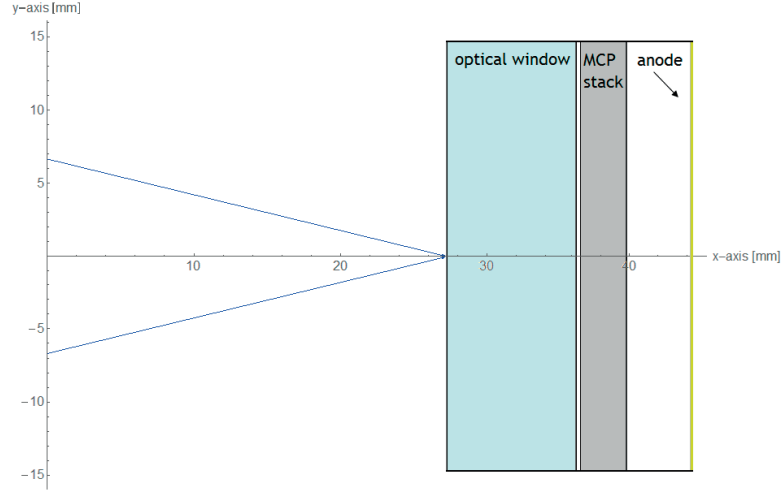 y-axis [mm]
15
optical window
MCP
stack
anode
10
5
10
20
30
40
x-axis [mm]
-5
-10
-15